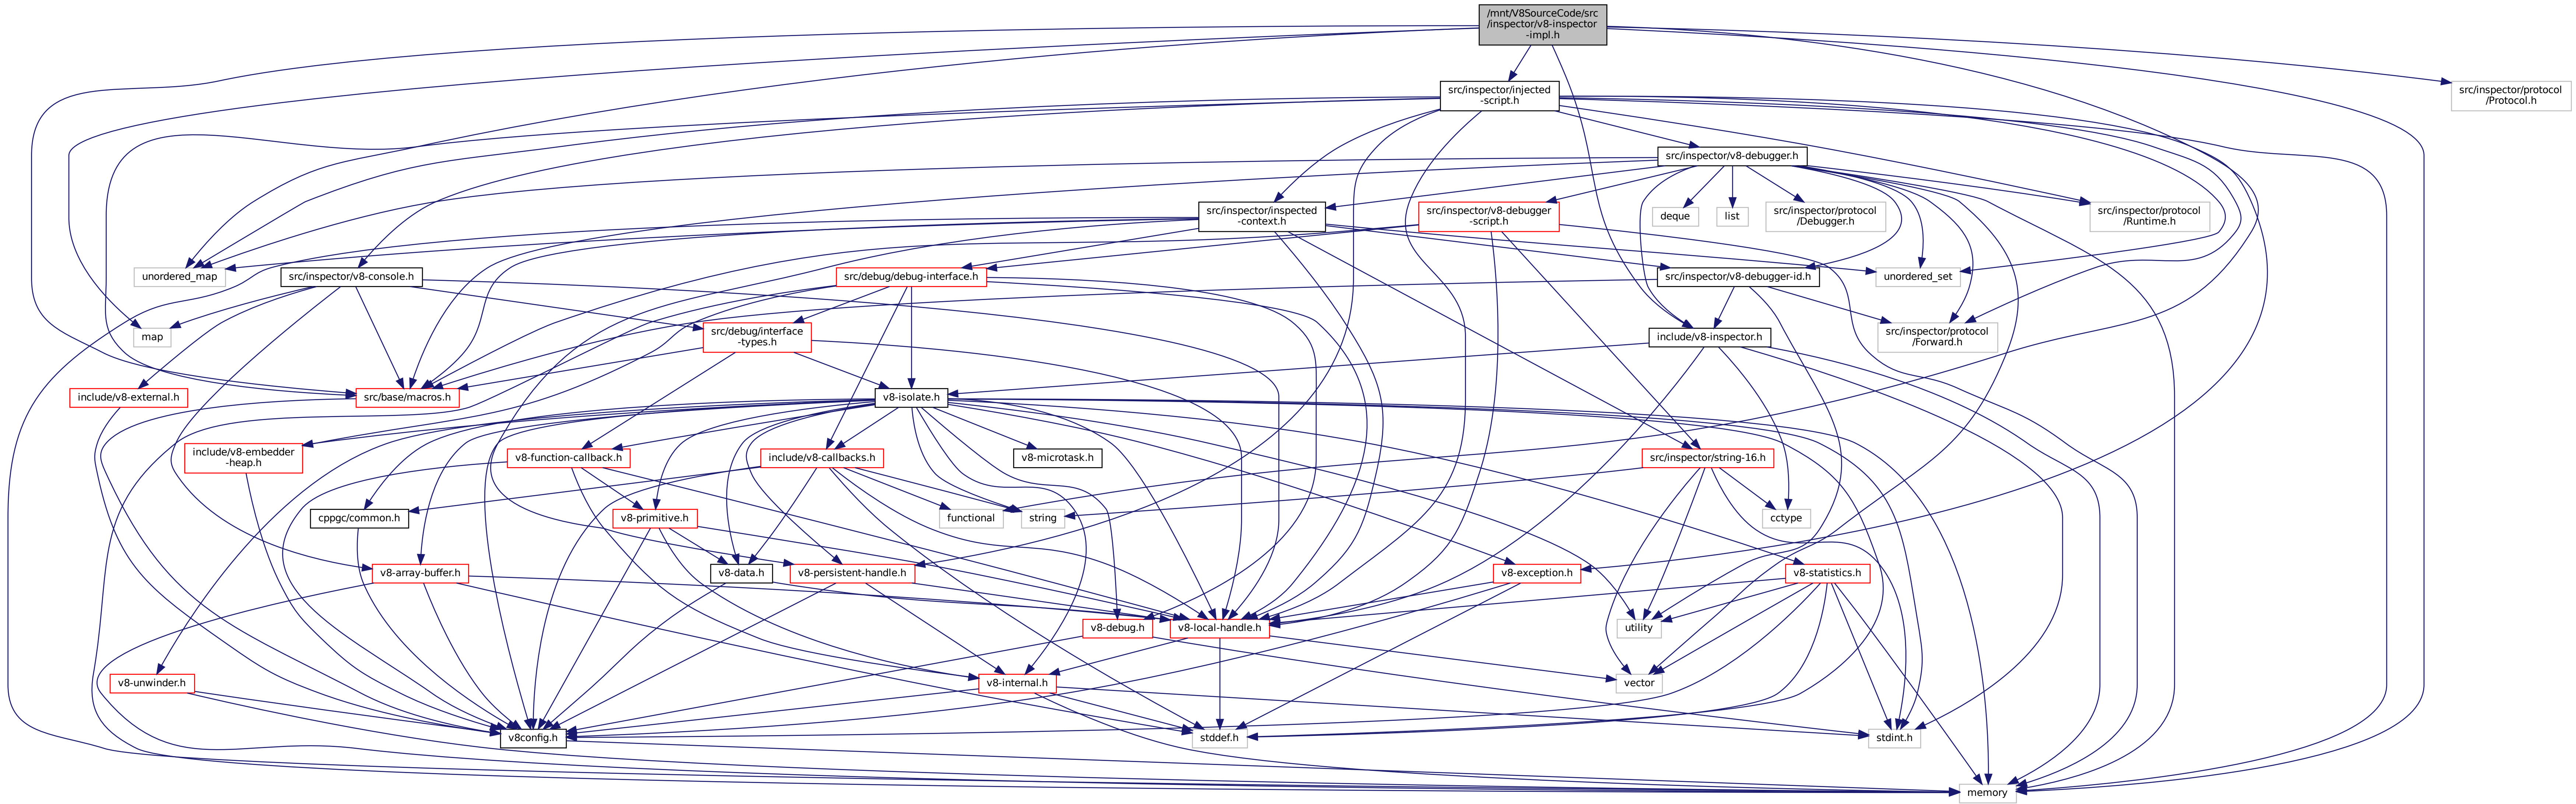 /mnt/V8SourceCode/src
/inspector/v8-inspector
-impl.h
src/inspector/injected
-script.h
src/inspector/protocol
/Protocol.h
src/inspector/v8-debugger.h
src/inspector/inspected
-context.h
src/inspector/v8-debugger
-script.h
deque
list
src/inspector/protocol
/Debugger.h
src/inspector/protocol
/Runtime.h
unordered_map
src/inspector/v8-console.h
src/debug/debug-interface.h
src/inspector/v8-debugger-id.h
unordered_set
map
src/debug/interface
-types.h
include/v8-inspector.h
src/inspector/protocol
/Forward.h
include/v8-external.h
src/base/macros.h
v8-isolate.h
include/v8-embedder
-heap.h
v8-function-callback.h
include/v8-callbacks.h
v8-microtask.h
src/inspector/string-16.h
cppgc/common.h
v8-primitive.h
functional
string
cctype
v8-array-buffer.h
v8-data.h
v8-persistent-handle.h
v8-exception.h
v8-statistics.h
v8-debug.h
v8-local-handle.h
utility
v8-unwinder.h
v8-internal.h
vector
v8config.h
stddef.h
stdint.h
memory